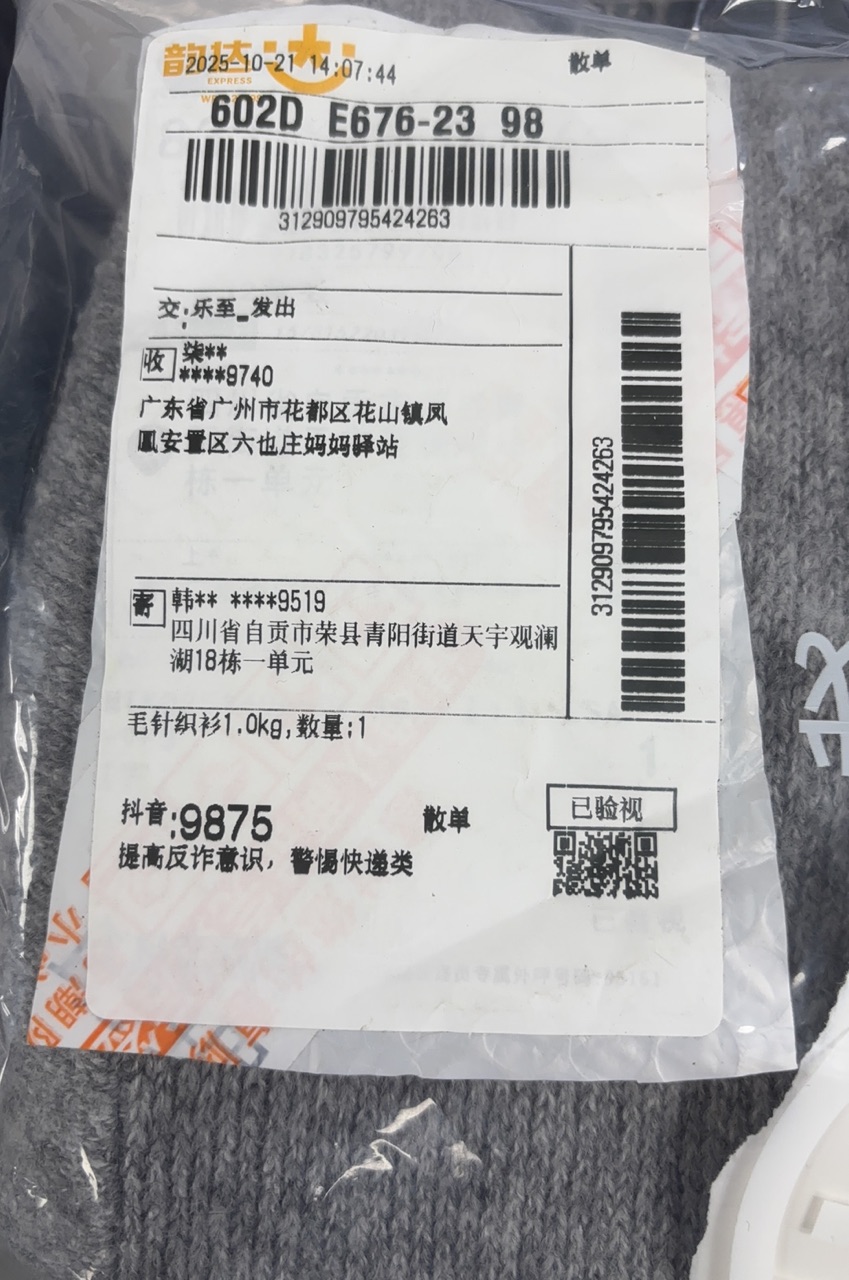 韵达
EXPRESS
2025-10-21 14:07:44
散单
602D E676-23 98
312909795424263
交:乐至_发出
收 柒**
****9740
广东省广州市花都区花山镇凤
凰安置区六也庄妈妈驿站
312909795424263
寄 韩** ****9519
四川省自贡市荣县青阳街道天宇观澜
湖18栋一单元
毛针织衫1.0kg,数量:1
抖音:9875
散单
已验视
提高反诈意识，警惕快递类